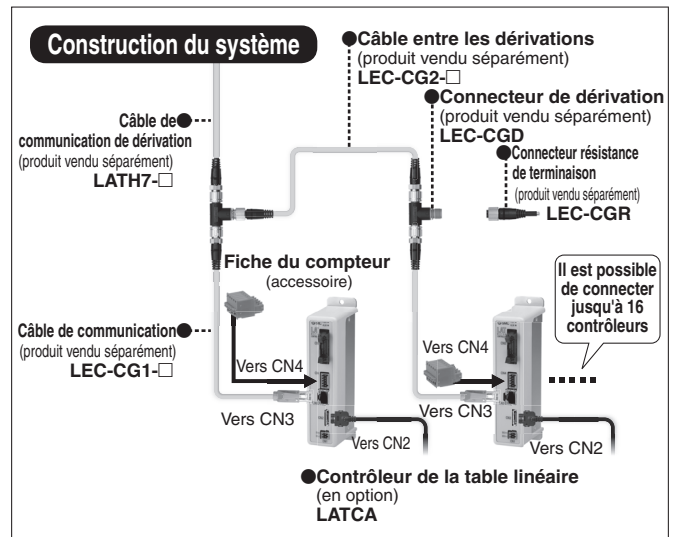 Construction du système
●Câble entre les dérivations
(produit vendu séparément)
LEC-CG2-□
●Connecteur de dérivation
(produit vendu séparément)
LEC-CGD
●Connecteur résistance
de terminaison
(produit vendu séparément)
LEC-CGR
Câble de●
communication de dérivation
(produit vendu séparément)
LATH7-□
Fiche du compteur
(accessoire)
Il est possible
de connecter
jusqu'à 16
contrôleurs
Câble de communication●
(produit vendu séparément)
LEC-CG1-□
Vers CN4
Vers CN3
Vers CN2
Vers CN4
Vers CN3
Vers CN2
●Contrôleur de la table linéaire
(en option)
LATCA